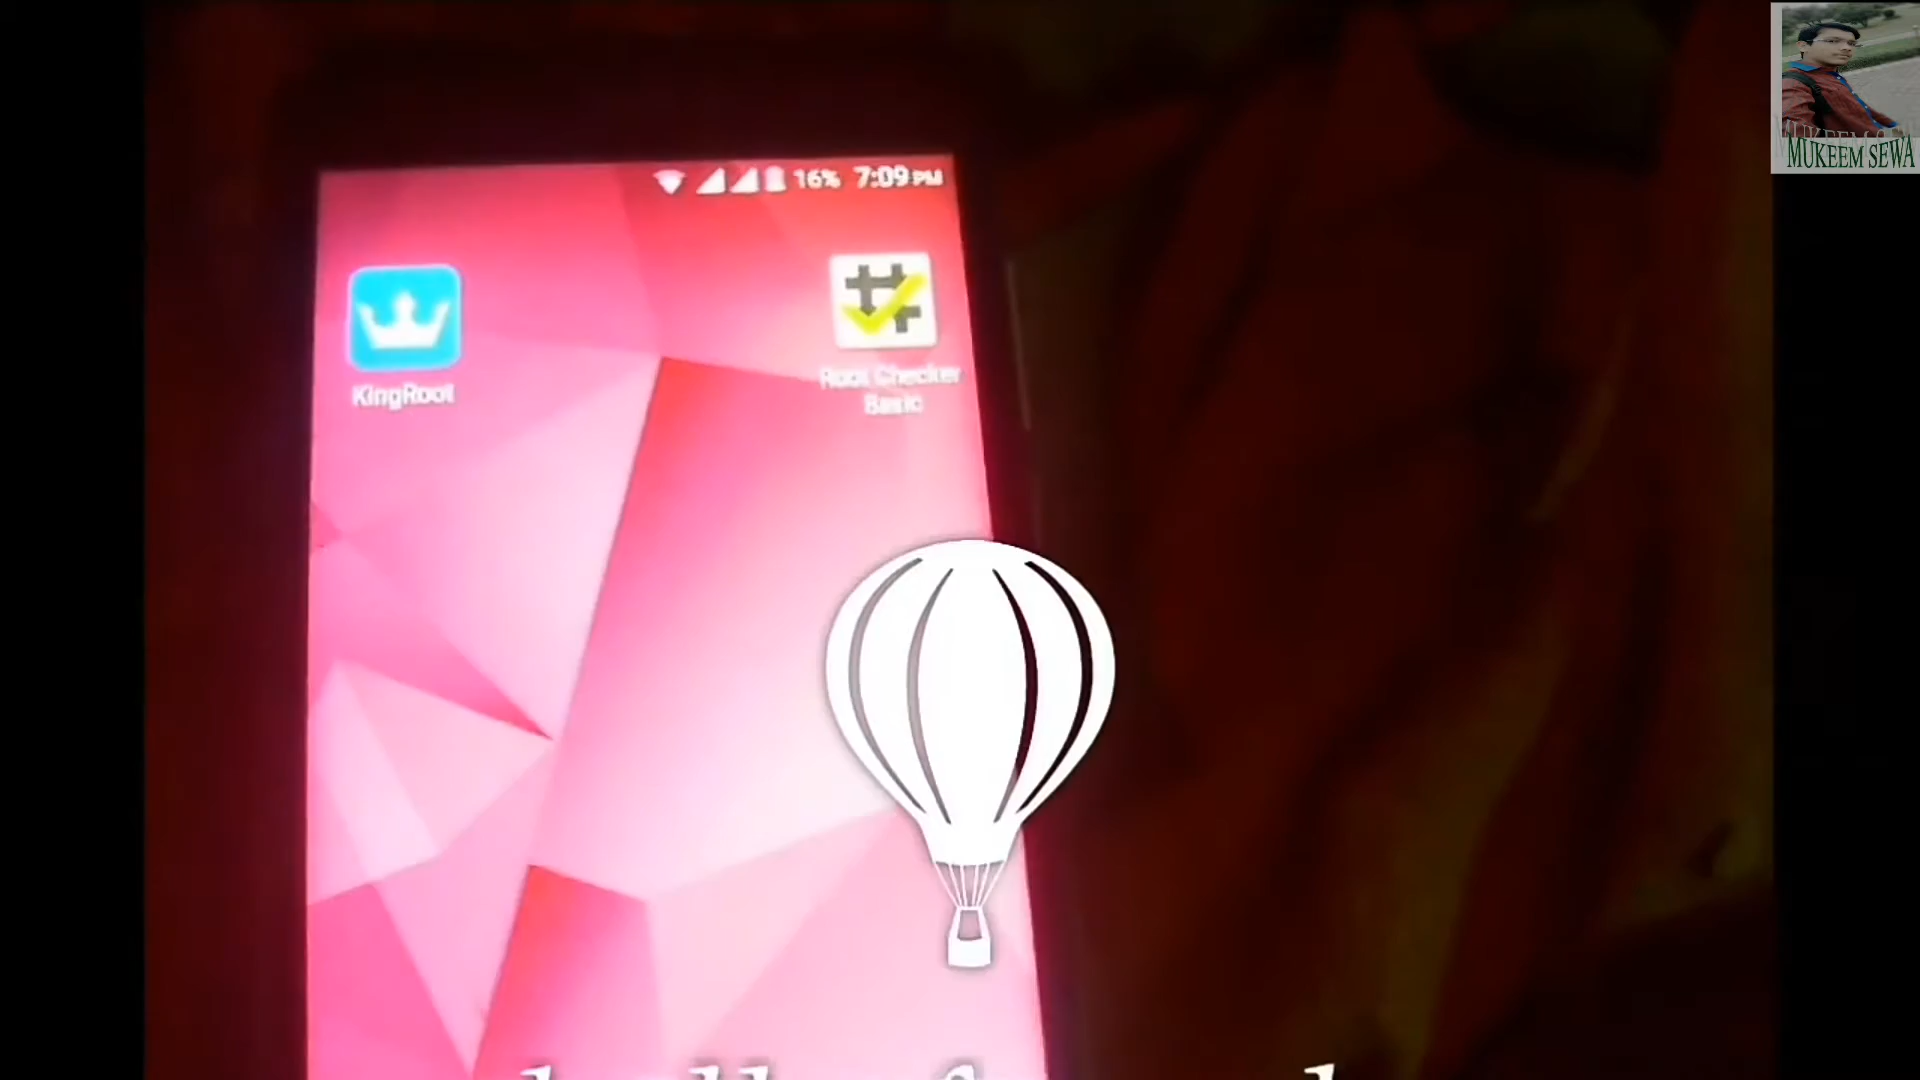 16% 7:09 PM
KingRoot
Root Checker
Basic
MUKEEM SEWA